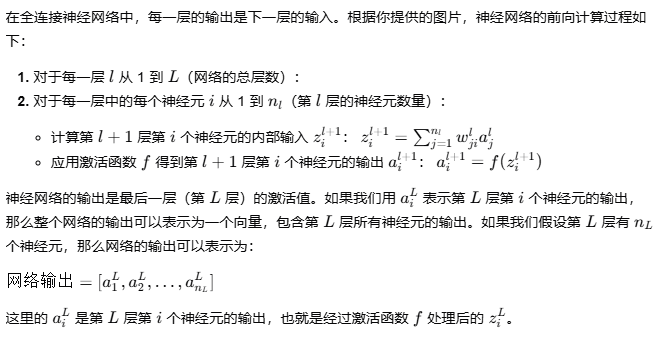 在全连接神经网络中，每一层的输出是下一层的输入。根据你提供的图片，神经网络的前向计算过程如
下：
1. 对于每一层 $l$ 从 1 到 $L$（网络的总层数）：
2. 对于每一层中的每个神经元 $i$ 从 1 到 $n_l$（第 $l$ 层的神经元数量）：
◦ 计算第 $l+1$ 层第 $i$ 个神经元的内部输入 $z_i^{l+1}$： $z_i^{l+1} = \sum_{j=1}^{n_l} w_{ji}^l a_j^l$
◦ 应用激活函数 $f$ 得到第 $l+1$ 层第 $i$ 个神经元的输出 $a_i^{l+1}$： $a_i^{l+1} = f(z_i^{l+1})$
神经网络的输出是最后一层（第 $L$ 层）的激活值。如果我们用 $a_i^L$ 表示第 $L$ 层第 $i$ 个神经元的输出，
那么整个网络的输出可以表示为一个向量，包含第 $L$ 层所有神经元的输出。如果我们假设第 $L$ 层有 $n_L$
个神经元，那么网络的输出可以表示为：
网络输出 $= [a_1^L, a_2^L, \ldots, a_{n_L}^L]$
这里的 $a_i^L$ 是第 $L$ 层第 $i$ 个神经元的输出，也就是经过激活函数 $f$ 处理后的 $z_i^L$。